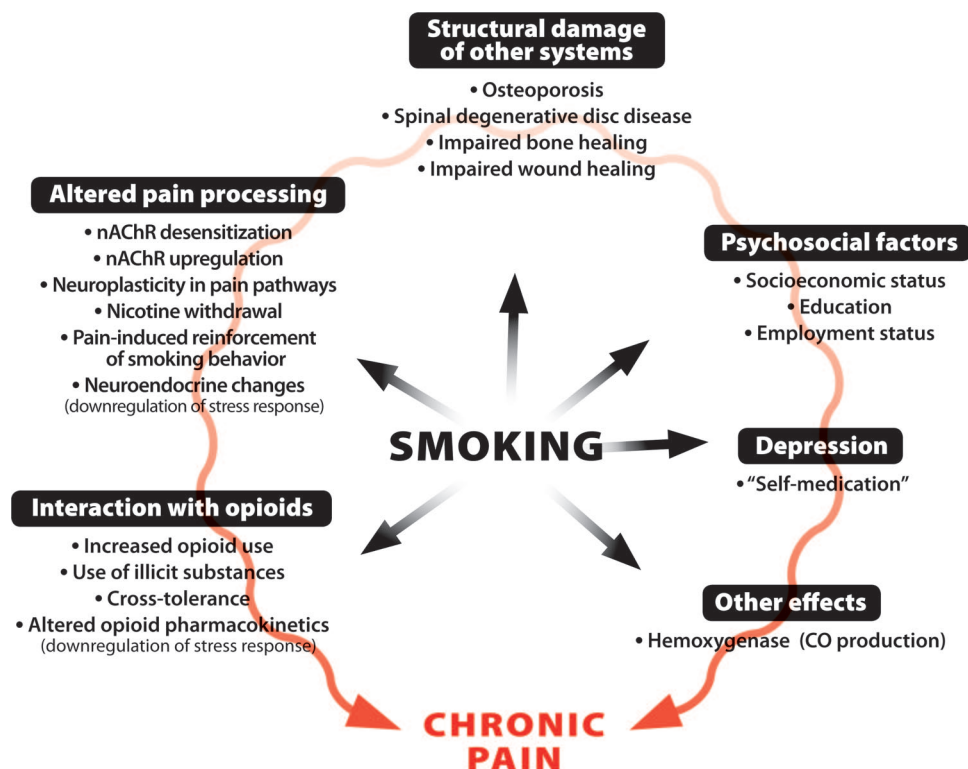 Structural damage
of other systems
• Osteoporosis
• Spinal degenerative disc disease
• Impaired bone healing
• Impaired wound healing
Altered pain processing
• nAChR desensitization
• nAChR upregulation
• Neuroplasticity in pain pathways
• Nicotine withdrawal
• Pain-induced reinforcement
of smoking behavior
• Neuroendocrine changes
(downregulation of stress response)
Psychosocial factors
• Socioeconomic status
• Education
• Employment status
SMOKING
Depression
• “Self-medication”
Interaction with opioids
• Increased opioid use
• Use of illicit substances
• Cross-tolerance
• Altered opioid pharmacokinetics
(downregulation of stress response)
Other effects
• Hemoxygenase (CO production)
CHRONIC
PAIN